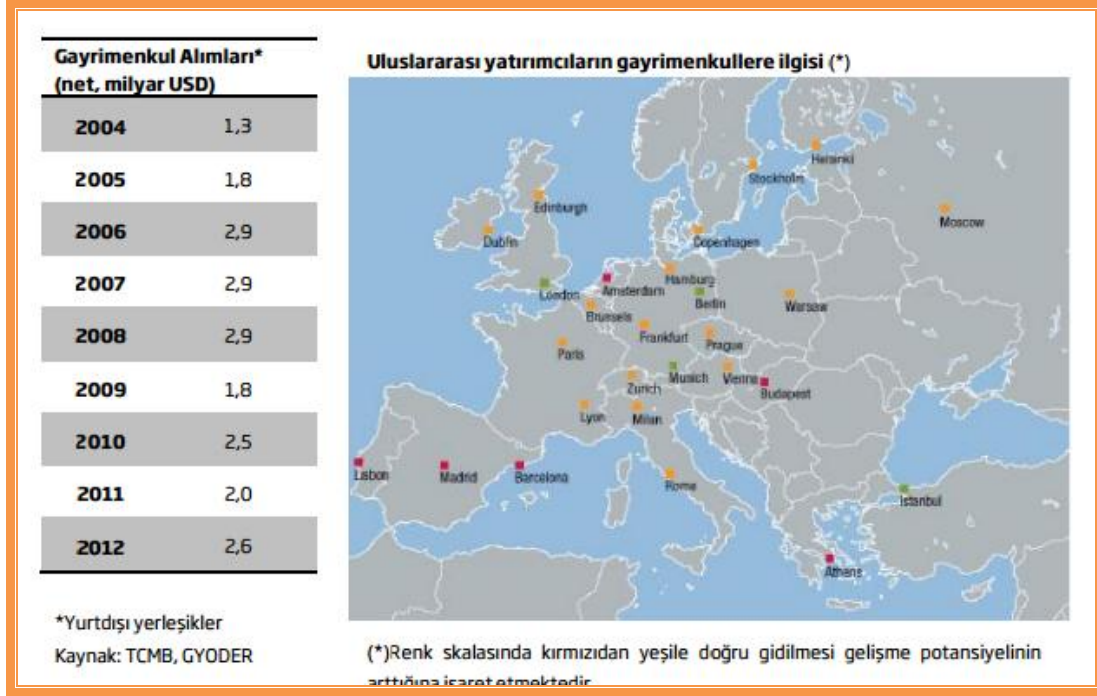 Gayrimenkul Alımları*
(net, milyar USD)
2004 1,3
2005 1,8
2006 2,9
2007 2,9
2008 2,9
2009 1,8
2010 2,5
2011 2,0
2012 2,6
*Yurtdışı yerleşikler
Kaynak: TCMB, GYODER
Uluslararası yatırımcıların gayrimenkullere ilgisi (*)
Helsinki
Stockholm
Edinburgh
Moscow
Dublin
Copenhagen
Hamburg
London
Amsterdam
Berlin
Warsaw
Brussels
Frankfurt
Prague
Paris
Munich
Vienna
Zurich
Budapest
Lyon
Milan
Lisbon
Madrid
Barcelona
Rome
Istanbul
Athens
(*)Renk skalasında kırmızıdan yeşile doğru gidilmesi gelişme potansiyelinin
arttığına işaret etmektedir